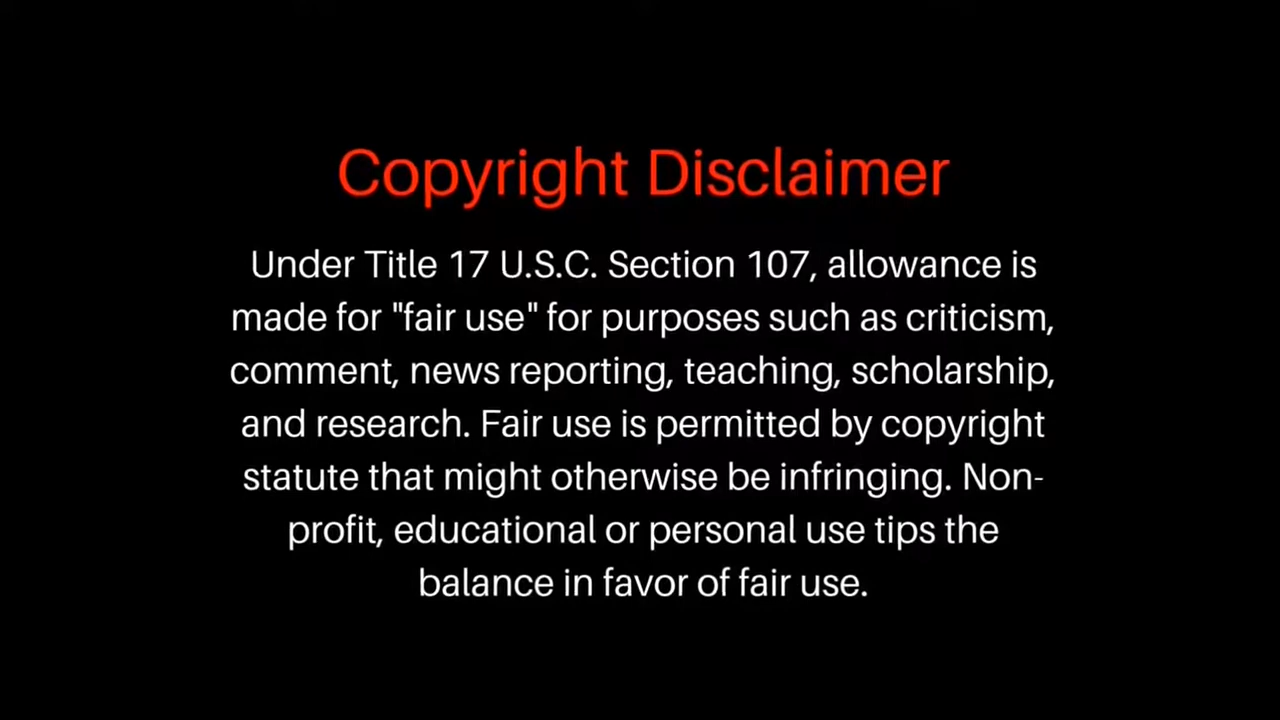 Copyright Disclaimer
Under Title 17 U.S.C. Section 107, allowance is
made for "fair use" for purposes such as criticism,
comment, news reporting, teaching, scholarship,
and research. Fair use is permitted by copyright
statute that might otherwise be infringing. Non-
profit, educational or personal use tips the
balance in favor of fair use.